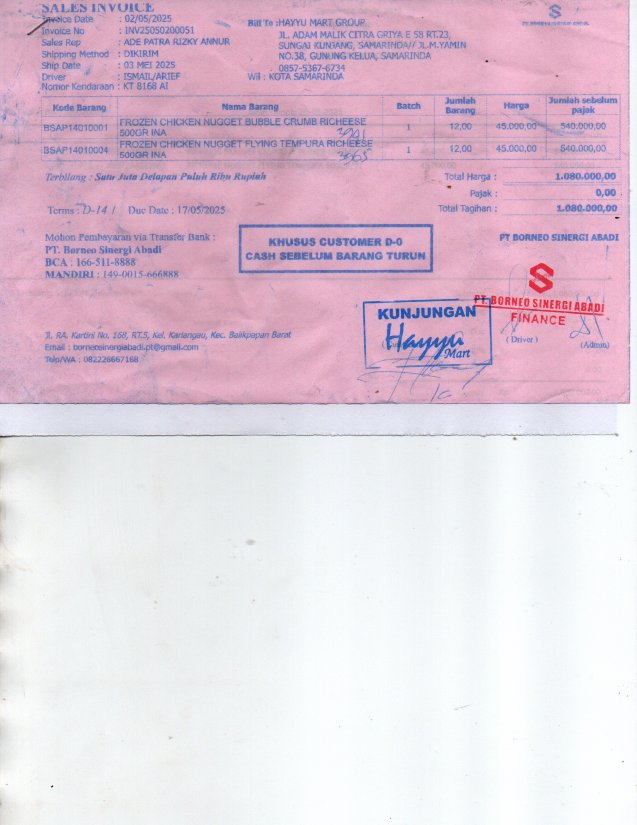 SALES INVOICE
Invoice Date : 02/05/2025
Invoice No : INV25050200051
Sales Rep : ADE PATRA RIZKY ANNUR
Shipping Method : DIKIRIM
Ship Date : 03 MEI 2025
Driver : ISMAIL/ARIEF
Nomor Kendaraan : KT 8168 AI
Bill To : HAYYU MART GROUP
JL. ADAM MALIK CITRA GRIYA E 58 RT.23,
SUNGAI KUNJANG, SAMARINDA// JL.M.YAMIN
NO.38, GUNUNG KELUA, SAMARINDA
0857-5367-6734
Wil : KOTA SAMARINDA
S
PT BORNEO SINERGI ABADI
Kode Barang Nama Barang Batch Jumlah Barang Harga Jumlah sebelum pajak
BSAP14010001 FROZEN CHICKEN NUGGET BUBBLE CRUMB RICHEESE 500GR INA 1 12,00 45.000,00 540.000,00
BSAP14010004 FROZEN CHICKEN NUGGET FLYING TEMPURA RICHEESE 500GR INA 1 12,00 45.000,00 540.000,00
Terbilang : Satu Juta Delapan Puluh Ribu Rupiah
Total Harga : 1.080.000,00
Pajak : 0,00
Total Tagihan : 1.080.000,00
Terms : D-14 / Due Date : 17/05/2025
Mohon Pembayaran via Transfer Bank :
PT. Borneo Sinergi Abadi
BCA : 166-511-8888
MANDIRI : 149-0015-666888
KHUSUS CUSTOMER D-0
CASH SEBELUM BARANG TURUN
PT BORNEO SINERGI ABADI
S
PT. BORNEO SINERGI ABADI
FINANCE
KUNJUNGAN
Hayyu
Mart
( Driver )
(Admin)
Jl. RA. Kartini No. 168, RT.5, Kel. Kariangau, Kec. Balikpapan Barat
Email : borneosinergiabadi.pt@gmail.com
Telp/WA : 082226667168